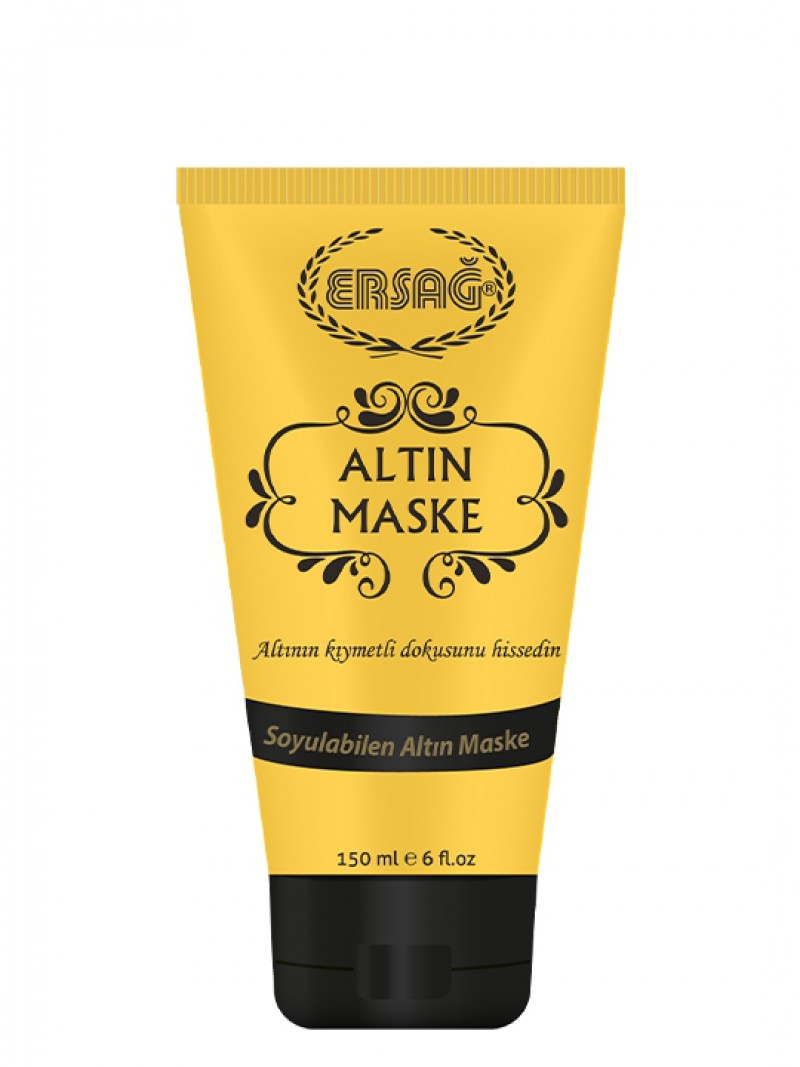 ERSAĞ®
ALTIN
MASKE
Altının kıymetli dokusunu hissedin
Soyulabilen Altın Maske
150 ml ℮ 6 fl.oz